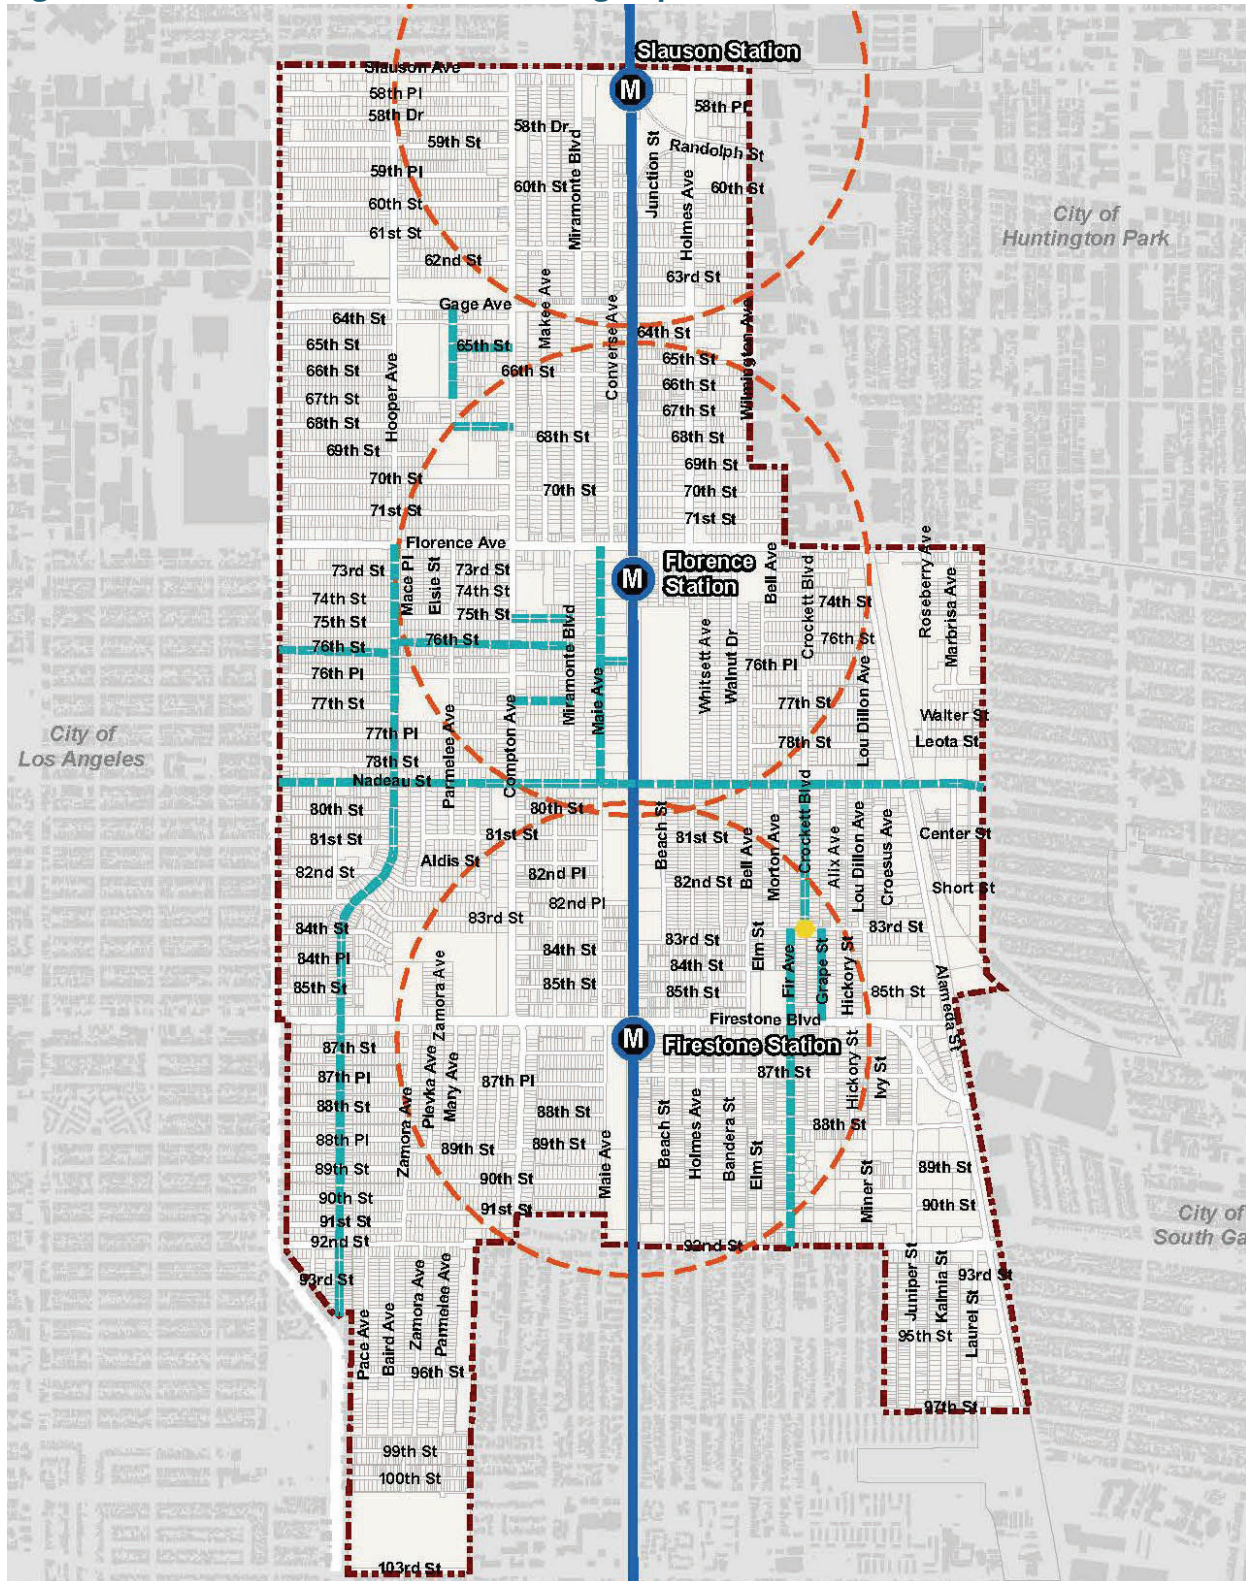 Slauson Station
M
Slauson Ave
58th Pl
58th Dr
59th St
58th Dr
Miramonte Blvd
58th Pl
Randolph St
Junction St
59th Pl
60th St
60th St
60th St
61st St
62nd St
Holmes Ave
63rd St
City of
Huntington Park
Gage Ave
Makee Ave
Converse Ave
64th St
64th St
65th St
65th St
65th St
66th St
66th St
66th St
Wilmington Ave
Hooper Ave
67th St
67th St
68th St
68th St
68th St
69th St
69th St
70th St
70th St
70th St
71st St
71st St
Florence Ave
Florence
Station
M
73rd St
Mace Pl
Elsie St
73rd St
74th St
74th St
75th St
75th St
76th St
76th St
Miramonte Blvd
Maie Ave
Whitsett Ave
Walnut Dr
Bell Ave
Crockett Blvd
74th St
76th St
76th Pl
Roseberry Ave
Marbrisa Ave
76th Pl
77th St
77th St
Lou Dillon Ave
Walter St
Leota St
City of
Los Angeles
77th Pl
78th St
78th St
Parmelee Ave
Compton Ave
Nadeau St
80th St
80th St
81st St
81st St
81st St
Beach St
Bell Ave
Morton Ave
Crockett Blvd
Alix Ave
Lou Dillon Ave
Croesus Ave
Center St
Aldis St
82nd St
82nd Pl
82nd St
82nd Pl
Short St
83rd St
83rd St
83rd St
84th St
84th St
84th St
84th Pl
85th St
85th St
85th St
85th St
Elm St
Fir Ave
Grape St
Hickory St
Alameda St
Zamora Ave
Firestone Blvd
M
Firestone Station
87th St
87th Pl
87th Pl
87th St
Plevka Ave
Mary Ave
Zamora Ave
Hickory St
Ivy St
88th St
88th St
88th St
88th Pl
89th St
89th St
89th St
89th St
90th St
90th St
90th St
91st St
91st St
92nd St
92nd St
Maie Ave
Beach St
Holmes Ave
Bandera St
Elm St
Miner St
City of
South Ga
93rd St
93rd St
Pace Ave
Baird Ave
Zamora Ave
Parmelee Ave
96th St
Juniper St
Kalmia St
Laurel St
95th St
97th St
99th St
100th St
103rd St